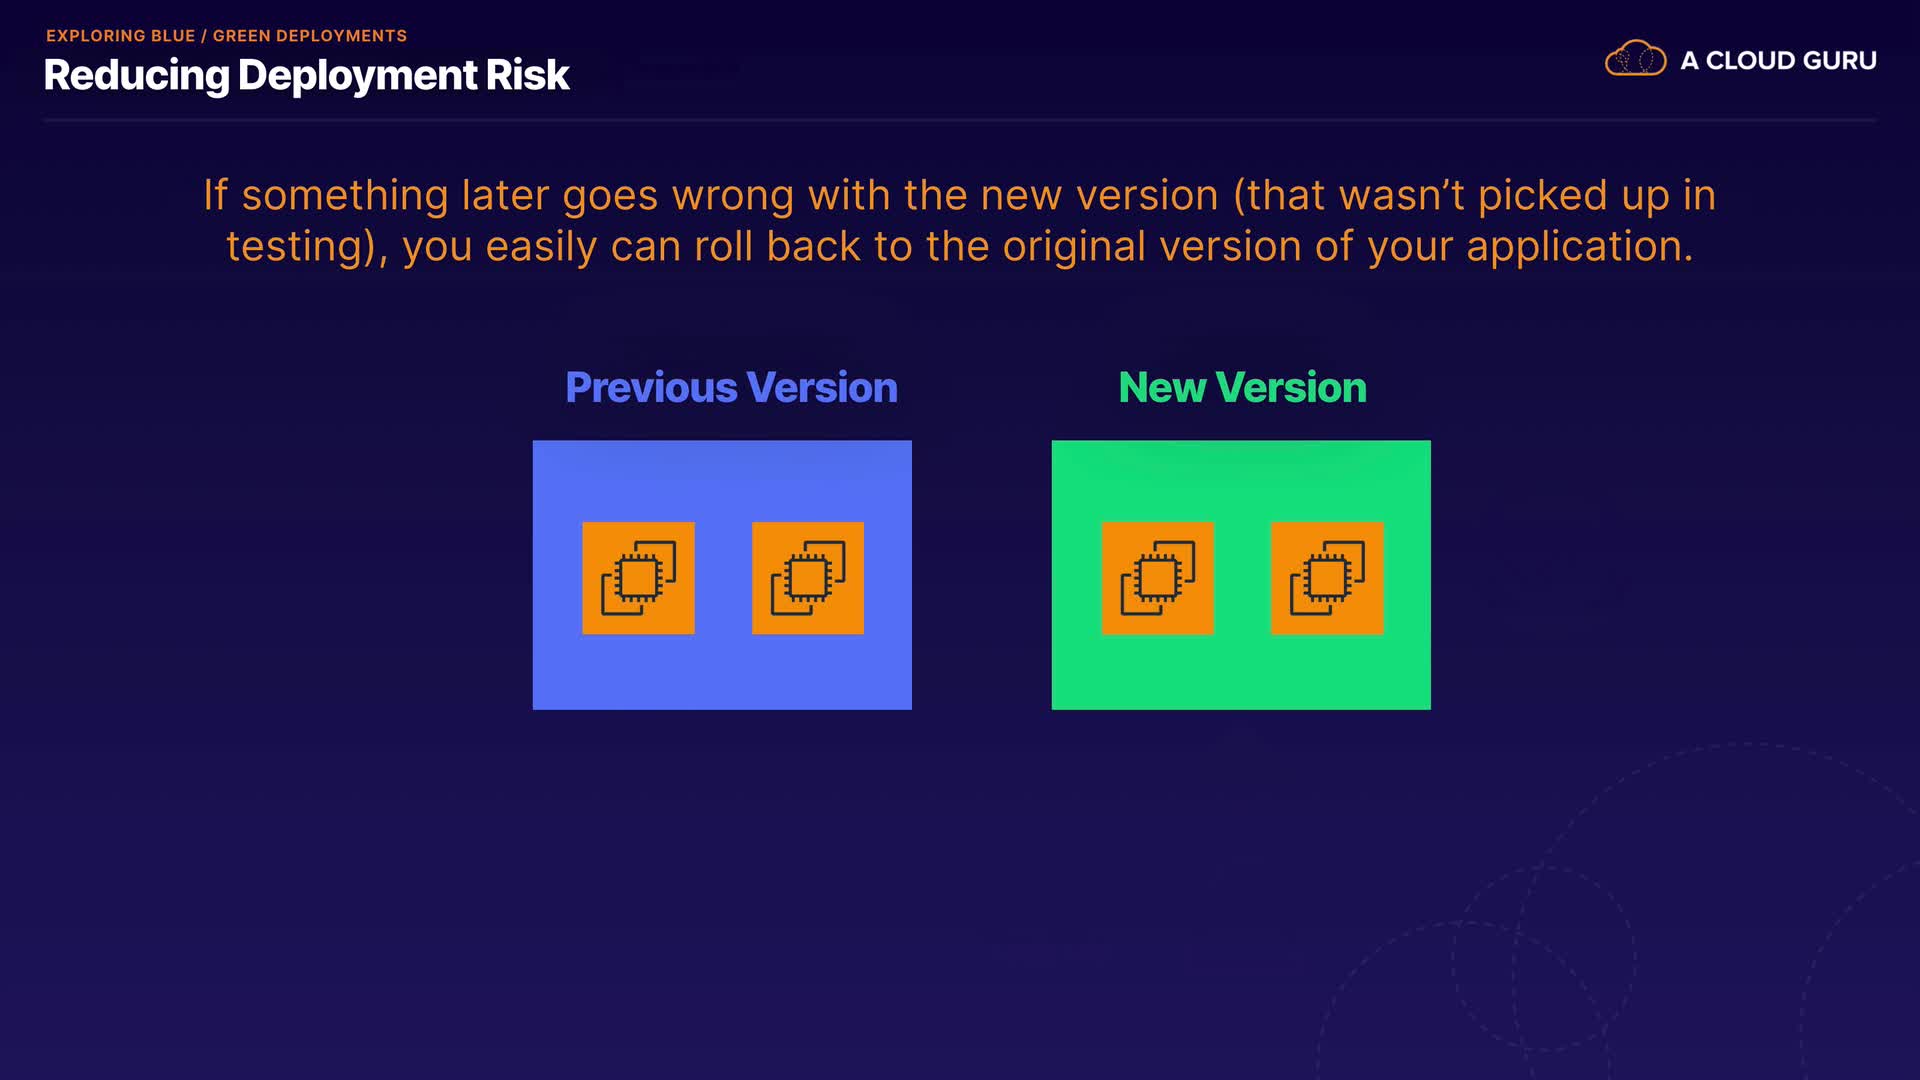 EXPLORING BLUE / GREEN DEPLOYMENTS
Reducing Deployment Risk
A CLOUD GURU
If something later goes wrong with the new version (that wasn’t picked up in
testing), you easily can roll back to the original version of your application.
Previous Version
New Version